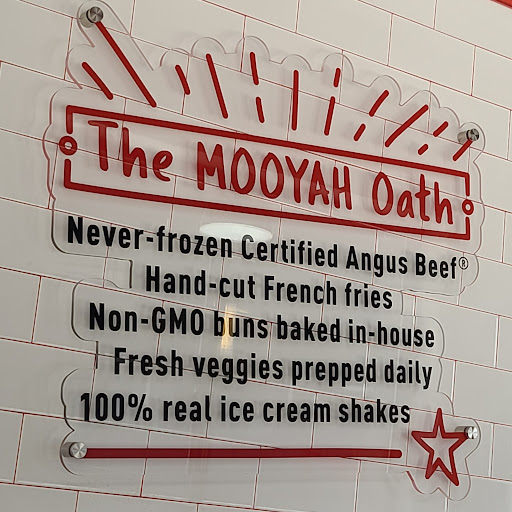 The MOOYAH Oath
Never-frozen Certified Angus Beef®
Hand-cut French fries
Non-GMO buns baked in-house
Fresh veggies prepped daily
100% real ice cream shakes